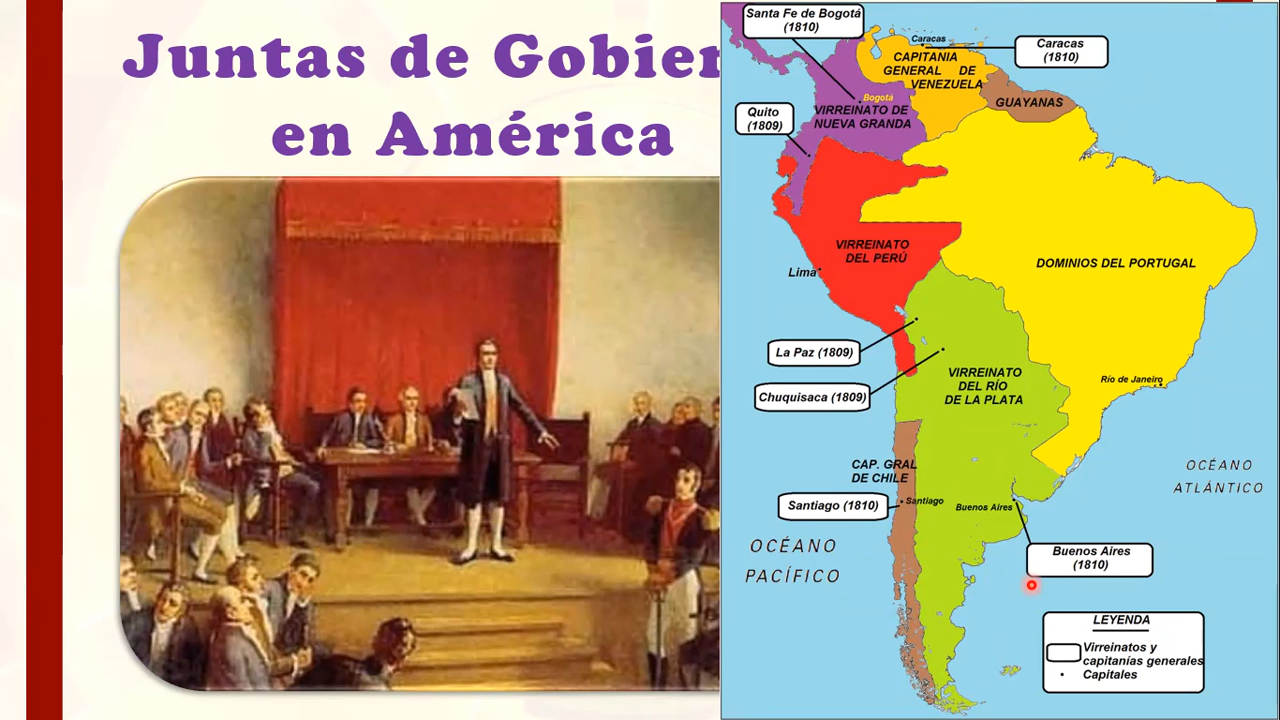 Juntas de Gobier
en América
Santa Fe de Bogotá
(1810)
Caracas
Caracas
(1810)
CAPITANIA
GENERAL DE
VENEZUELA
GUAYANAS
Bogotá
VIRREINATO DE
NUEVA GRANDA
Quito
(1809)
VIRREINATO
DEL PERÚ
Lima
DOMINIOS DEL PORTUGAL
La Paz (1809)
Chuquisaca (1809)
VIRREINATO
DEL RÍO
DE LA PLATA
Río de Janeiro
CAP. GRAL
DE CHILE
Santiago (1810)
Santiago
Buenos Aires
OCÉANO
ATLÁNTICO
OCÉANO
PACÍFICO
Buenos Aires
(1810)
LEYENDA
Virreinatos y
capitanías generales
Capitales